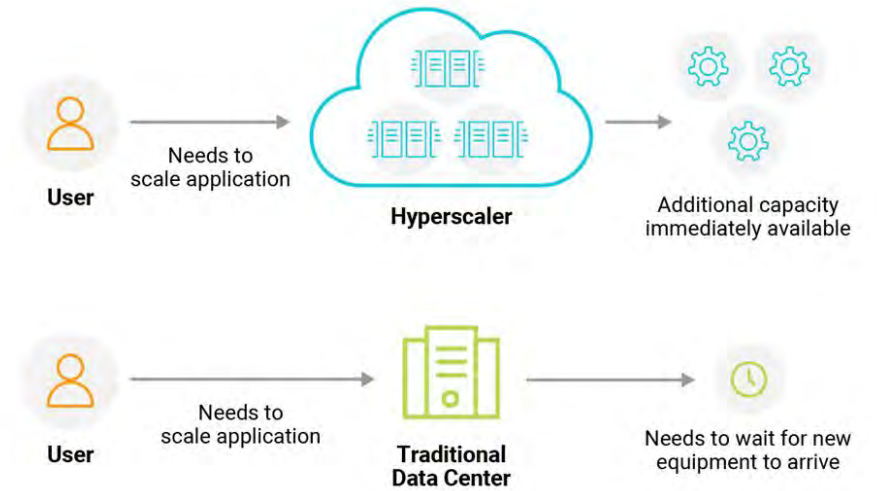 Needs to
scale application
User
Hyperscaler
Additional capacity
immediately available
Needs to
scale application
User
Traditional
Data Center
Needs to wait for new
equipment to arrive